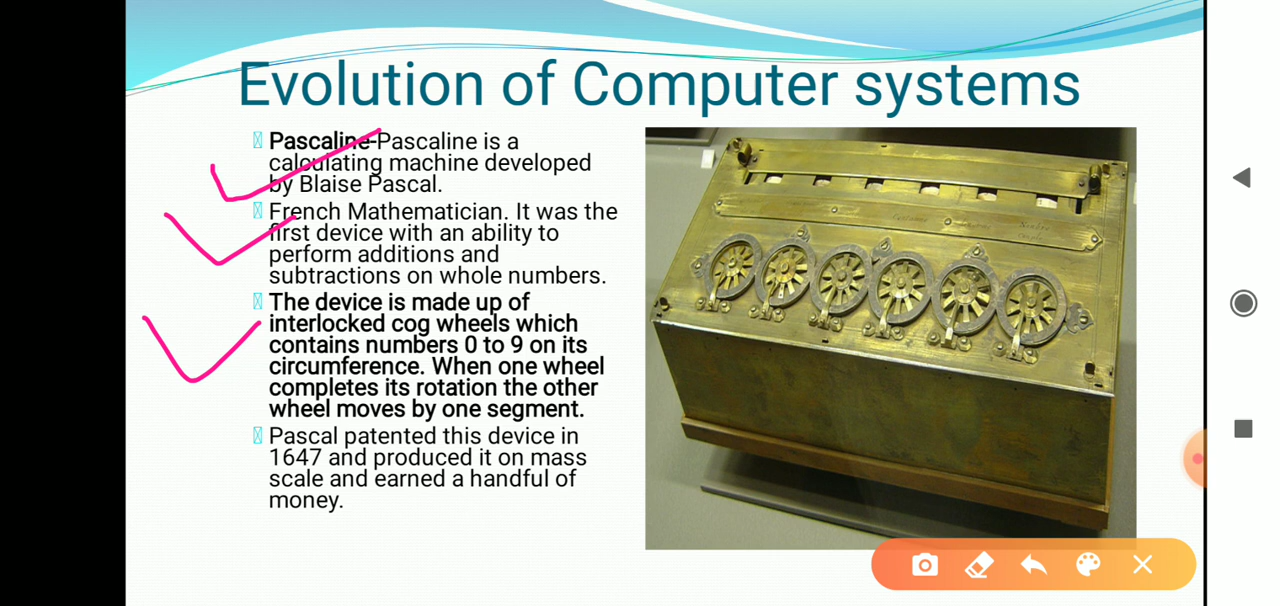 Evolution of Computer systems
Pascaline-Pascaline is a
calculating machine developed
by Blaise Pascal.
French Mathematician. It was the
first device with an ability to
perform additions and
subtractions on whole numbers.
The device is made up of
interlocked cog wheels which
contains numbers 0 to 9 on its
circumference. When one wheel
completes its rotation the other
wheel moves by one segment.
Pascal patented this device in
1647 and produced it on mass
scale and earned a handful of
money.